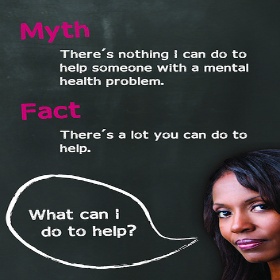 Myth
There´s nothing i can do to
help someone with a mental
health problem.
Fact
There´s a lot you can do to
help.
What can i
do to help?